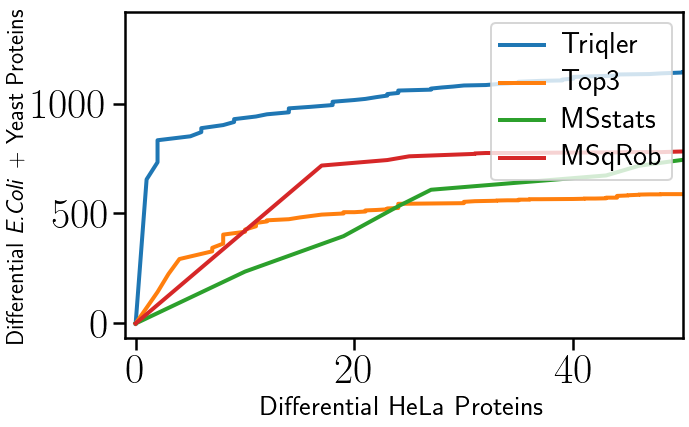 Differential E.Coli + Yeast Proteins
1000
500
0
Triqler
Top3
MSstats
MSqRob
0 20 40
Differential HeLa Proteins